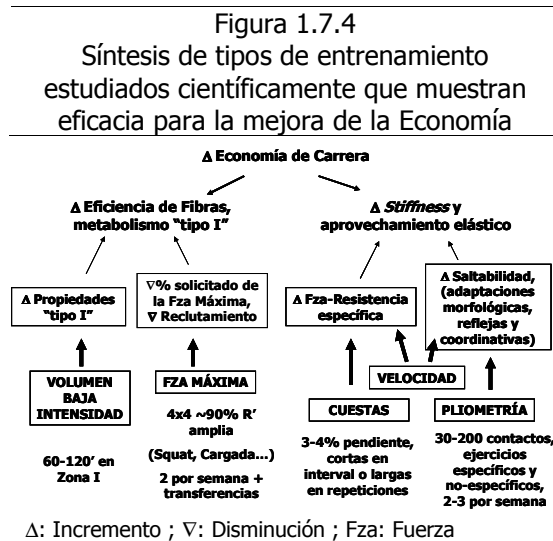 Figura 1.7.4
Síntesis de tipos de entrenamiento
estudiados científicamente que muestran
eficacia para la mejora de la Economía
Δ Economía de Carrera
Δ Eficiencia de Fibras,
metabolismo "tipo I"
Δ Stiffness y
aprovechamiento elástico
Δ Propiedades
"tipo I"
∇% solicitado de
la Fza Máxima,
∇ Reclutamiento
Δ Fza-Resistencia
específica
Δ Saltabilidad,
(adaptaciones
morfológicas,
reflejas y
coordinativas)
VOLUMEN
BAJA
INTENSIDAD
60-120' en
Zona I
FZA MÁXIMA
4x4 ~90% R'
amplia
(Squat, Cargada...)
2 por semana +
transferencias
VELOCIDAD
CUESTAS
3-4% pendiente,
cortas en
interval o largas
en repeticiones
PLIOMETRÍA
30-200 contactos,
ejercicios
específicos y
no-específicos,
2-3 por semana
Δ: Incremento ; ∇: Disminución ; Fza: Fuerza